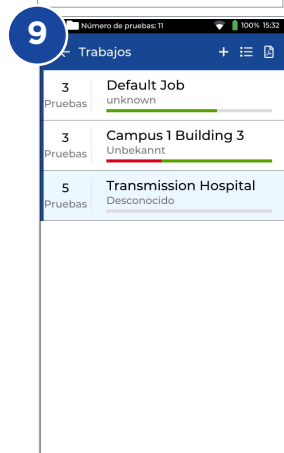 9
Número de pruebas: 11 100% 15:32
Trabajos
3 Pruebas
Default Job
unknown
3 Pruebas
Campus 1 Building 3
Unbekannt
5 Pruebas
Transmission Hospital
Desconocido